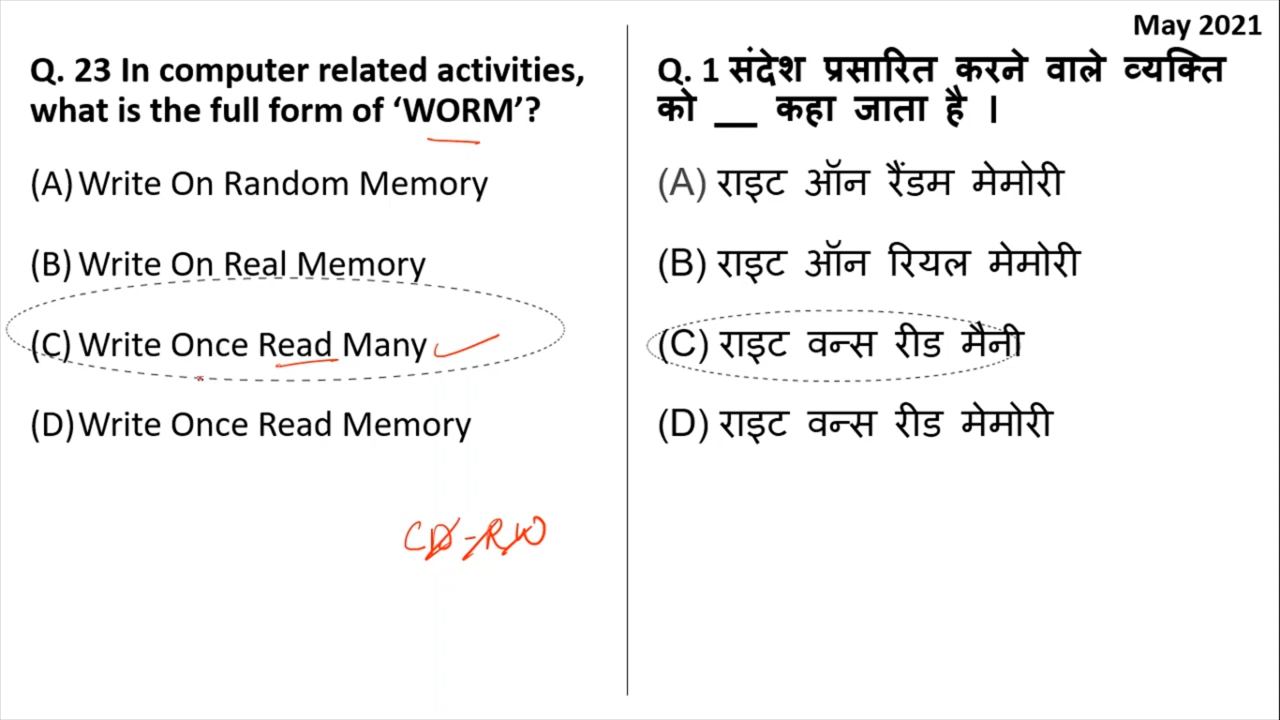 May 2021
Q. 23 In computer related activities,
what is the full form of ‘WORM’?
(A) Write On Random Memory
(B) Write On Real Memory
(C) Write Once Read Many
(D) Write Once Read Memory
CD-RW
Q. 1 संदेश प्रसारित करने वाले व्यक्ति
को __ कहा जाता है ।
(A) राइट ऑन रैंडम मेमोरी
(B) राइट ऑन रियल मेमोरी
(C) राइट वन्स रीड मैनी
(D) राइट वन्स रीड मेमोरी